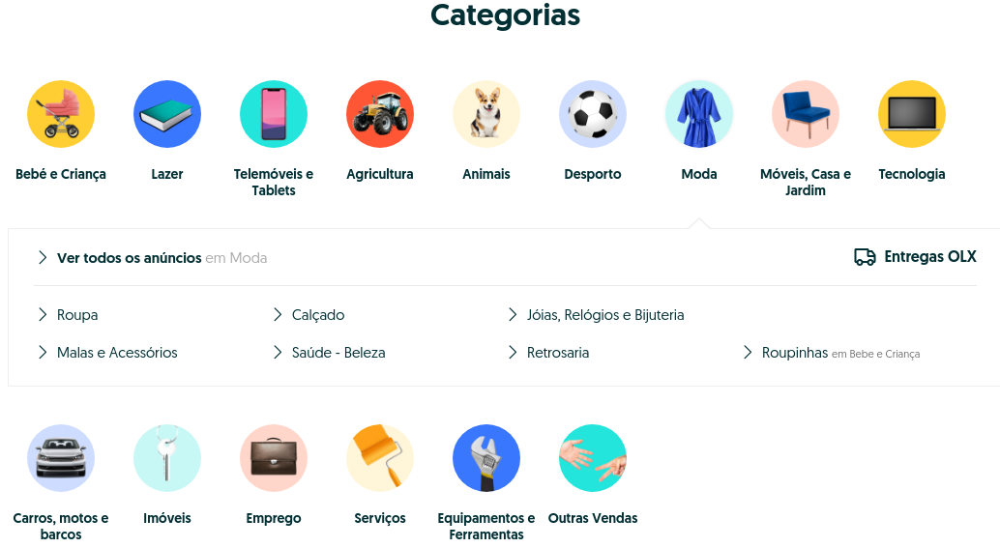 Categorias
Bebé e Criança
Lazer
Telemóveis e
Tablets
Agricultura
Animais
Desporto
Moda
Móveis, Casa e
Jardim
Tecnologia
Ver todos os anúncios em Moda
Entregas OLX
Roupa
Calçado
Jóias, Relógios e Bijuteria
Malas e Acessórios
Saúde - Beleza
Retrosaria
Roupinhas em Bebe e Criança
Carros, motos e
barcos
Imóveis
Emprego
Serviços
Equipamentos e
Ferramentas
Outras Vendas